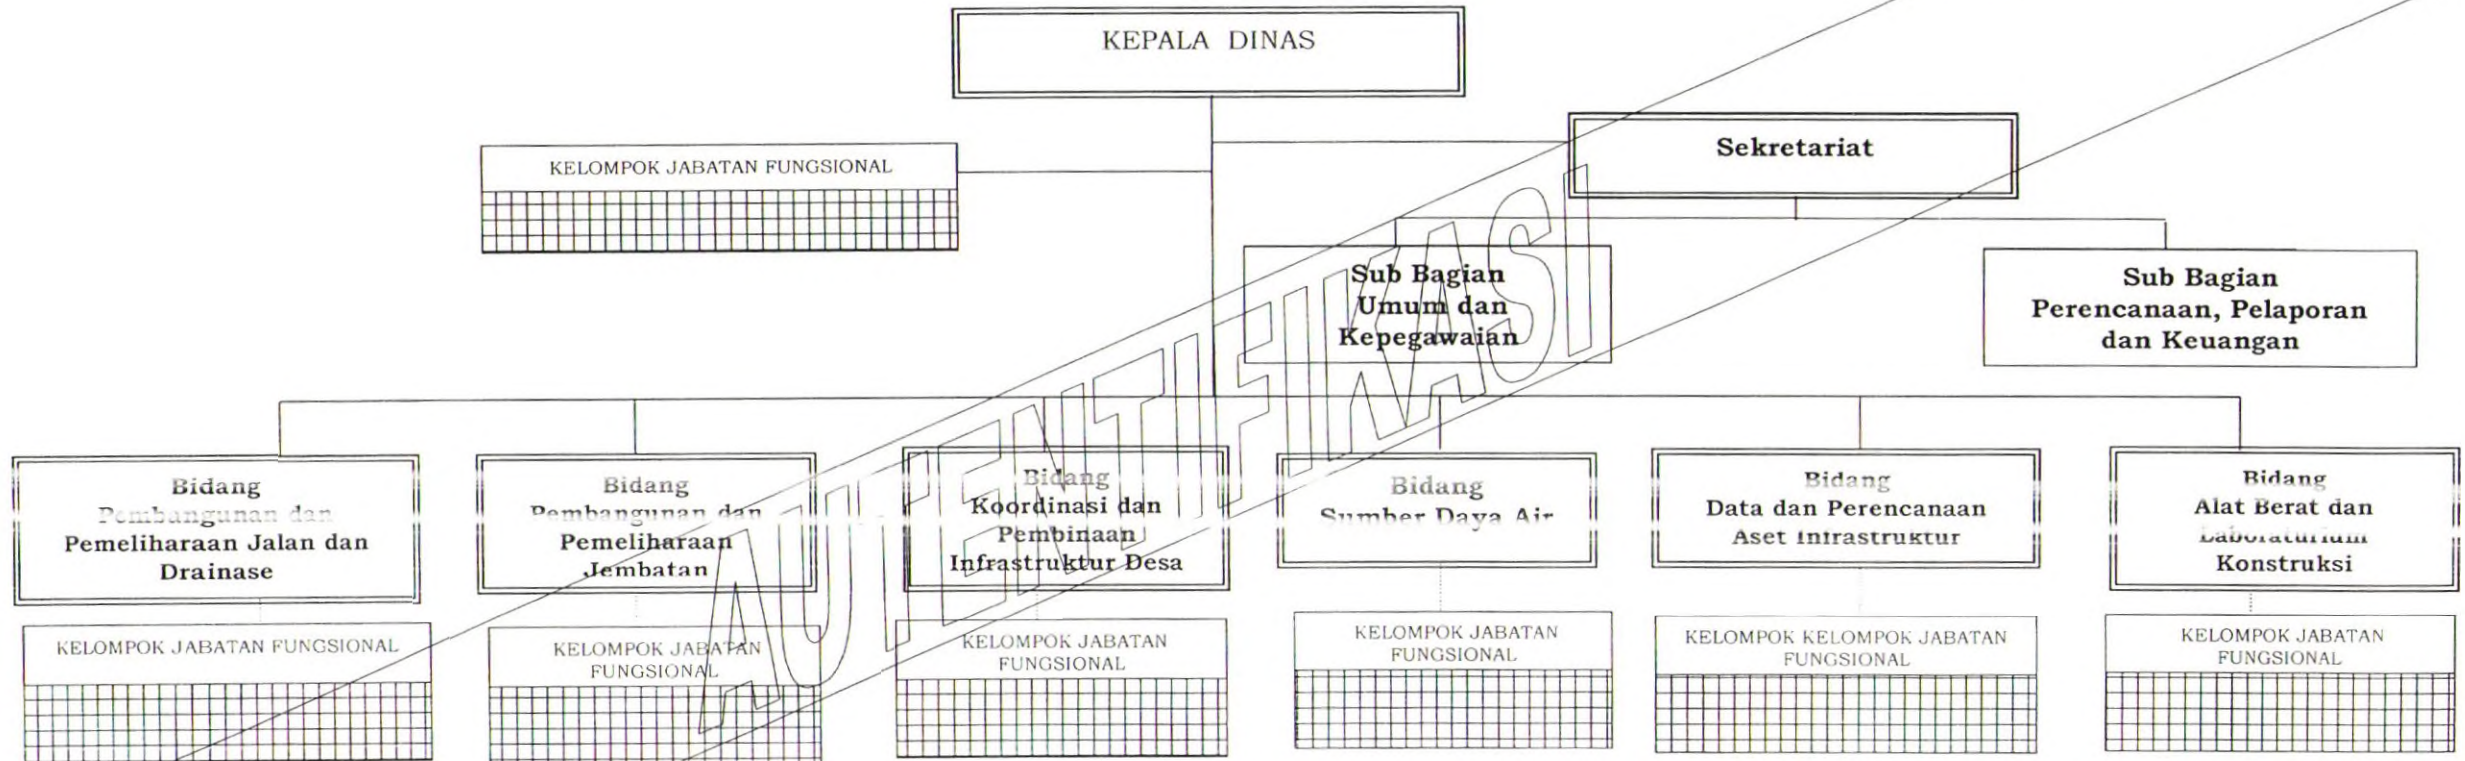 KEPALA DINAS
Sekretariat
KELOMPOK JABATAN FUNGSIONAL
Sub Bagian
Umum dan
Kepegawaian
Sub Bagian
Perencanaan, Pelaporan
dan Keuangan
Bidang
Pembangunan dan
Pemeliharaan Jalan dan
Drainase
Bidang
Pembangunan dan
Pemeliharaan
Jembatan
Bidang
Koordinasi dan
Pembinaan
Infrastruktur Desa
Bidang
Sumber Daya Air
Bidang
Data dan Perencanaan
Aset Infrastruktur
Bidang
Alat Berat dan
Laboraturium
Konstruksi
KELOMPOK JABATAN FUNGSIONAL
KELOMPOK JABATAN
FUNGSIONAL
KELOMPOK JABATAN
FUNGSIONAL
KELOMPOK JABATAN
FUNGSIONAL
KELOMPOK KELOMPOK JABATAN
FUNGSIONAL
KELOMPOK JABATAN
FUNGSIONAL
AUTENTIFIKASI